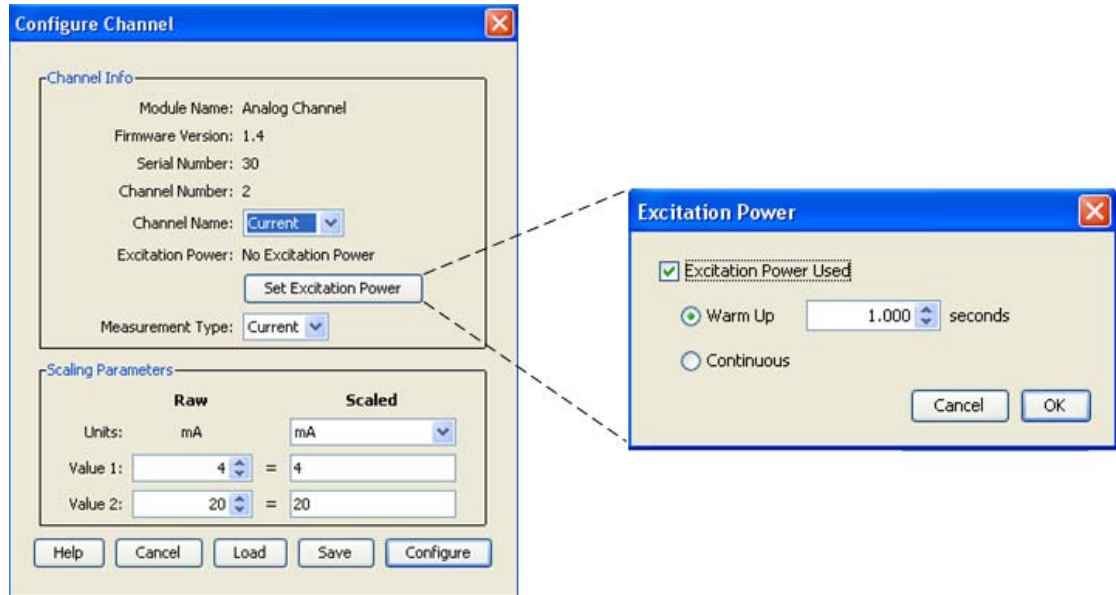 Configure Channel
Channel Info
Module Name: Analog Channel
Firmware Version: 1.4
Serial Number: 30
Channel Number: 2
Channel Name: Current
Excitation Power: No Excitation Power
Set Excitation Power
Measurement Type: Current
Scaling Parameters
Raw Scaled
Units: mA mA
Value 1: 4 = 4
Value 2: 20 = 20
Help Cancel Load Save Configure
Excitation Power
Excitation Power Used
Warm Up 1.000 seconds
Continuous
Cancel OK